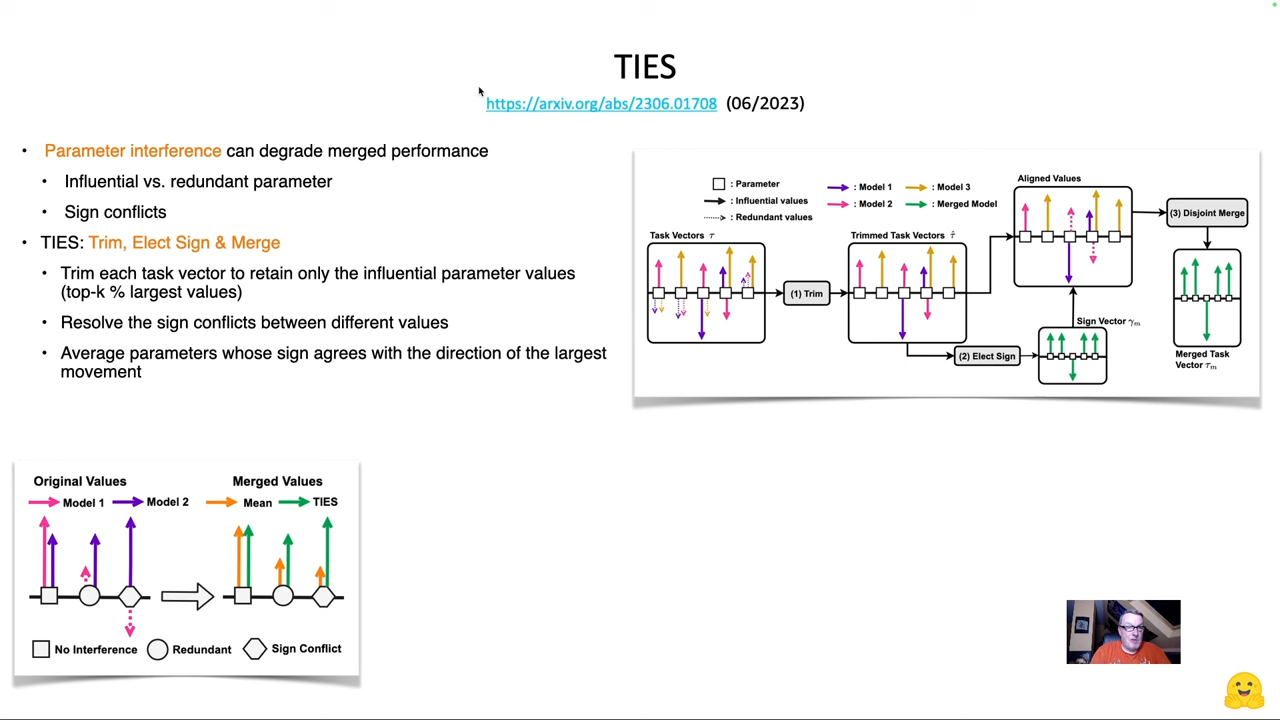 TIES
https://arxiv.org/abs/2306.01708 (06/2023)
• Parameter interference can degrade merged performance
• Influential vs. redundant parameter
• Sign conflicts
• TIES: Trim, Elect Sign & Merge
• Trim each task vector to retain only the influential parameter values
(top-k % largest values)
• Resolve the sign conflicts between different values
• Average parameters whose sign agrees with the direction of the largest
movement
: Parameter
: Influential values
: Redundant values
: Model 1
: Model 2
: Model 3
: Merged Model
Task Vectors τ
(1) Trim
Trimmed Task Vectors τ̂
(2) Elect Sign
Aligned Values
Sign Vector γm
(3) Disjoint Merge
Merged Task
Vector τm
Original Values
Model 1
Model 2
Merged Values
Mean
TIES
No Interference
Redundant
Sign Conflict